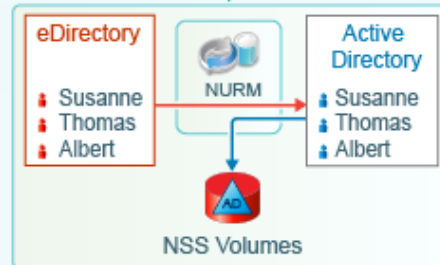 eDirectory
Susanne
Thomas
Albert
NURM
Active
Directory
Susanne
Thomas
Albert
AD
NSS Volumes